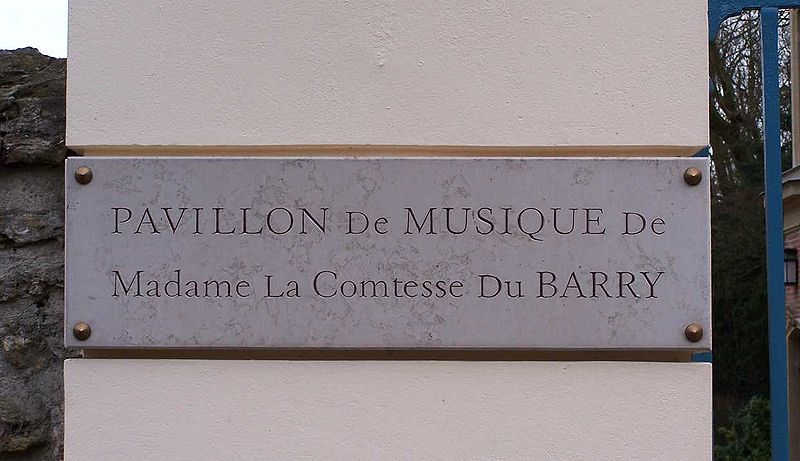 PAVILLON De MUSIQUE De
Madame La Comtesse Du BARRY